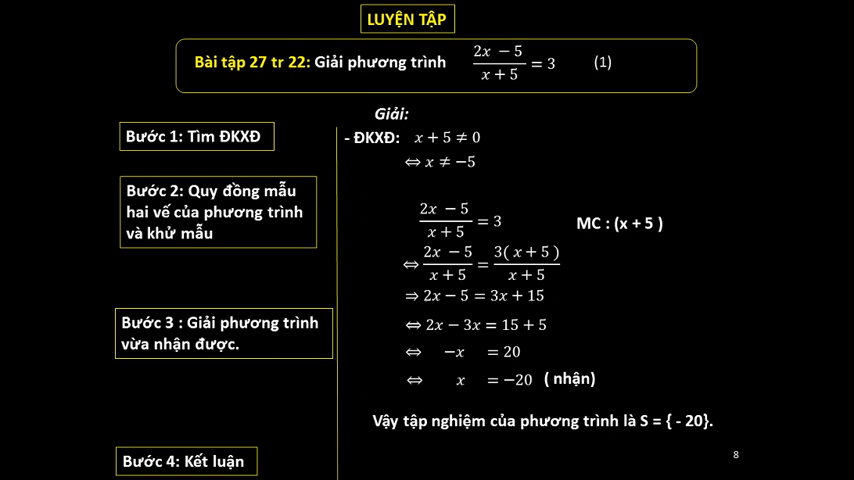 LUYỆN TẬP
Bài tập 27 tr 22: Giải phương trình (2x − 5)/(x + 5) = 3 (1)
Giải:
Bước 1: Tìm ĐKXĐ
- ĐKXĐ: x + 5 ≠ 0
⇔ x ≠ −5
Bước 2: Quy đồng mẫu
hai vế của phương trình
và khử mẫu
(2x − 5)/(x + 5) = 3 MC : (x + 5 )
⇔ (2x − 5)/(x + 5) = 3( x + 5 )/(x + 5)
⇒ 2x − 5 = 3x + 15
Bước 3 : Giải phương trình
vừa nhận được.
⇔ 2x − 3x = 15 + 5
⇔ −x = 20
⇔ x = −20 ( nhận)
Vậy tập nghiệm của phương trình là S = { - 20}.
Bước 4: Kết luận
8